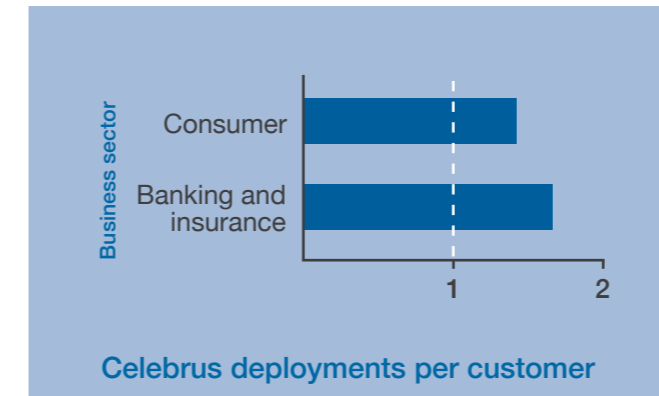 Business sector
Consumer
Banking and
insurance
1
2
Celebrus deployments per customer